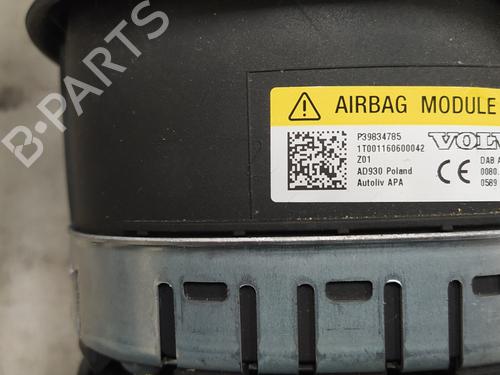 B-PARTS
AIRBAG MODULE
P39834785
1T001160600042
Z01
AD930 Poland
Autoliv APA
VOLV
DAB A
0080.
0589
CE